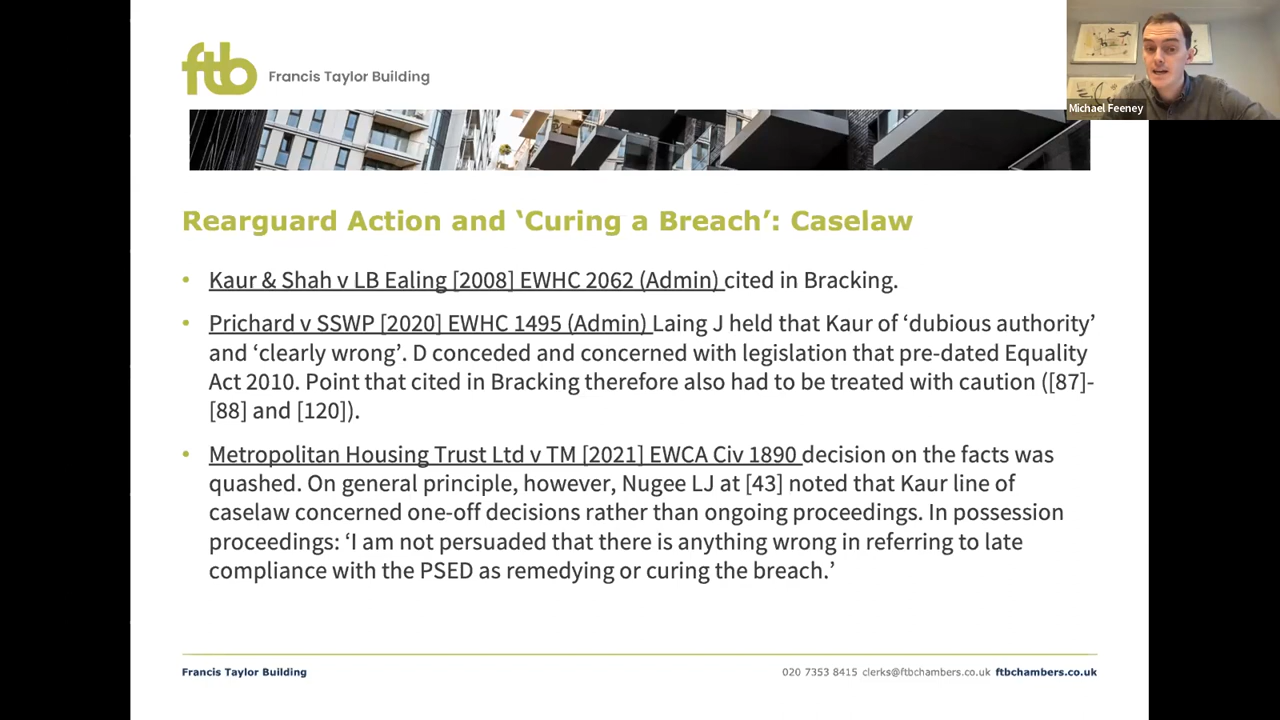 ftb Francis Taylor Building
Michael Feeney
Rearguard Action and ‘Curing a Breach’: Caselaw
• Kaur & Shah v LB Ealing [2008] EWHC 2062 (Admin) cited in Bracking.
• Prichard v SSWP [2020] EWHC 1495 (Admin) Laing J held that Kaur of ‘dubious authority’
and ‘clearly wrong’. D conceded and concerned with legislation that pre-dated Equality
Act 2010. Point that cited in Bracking therefore also had to be treated with caution ([87]-
[88] and [120]).
• Metropolitan Housing Trust Ltd v TM [2021] EWCA Civ 1890 decision on the facts was
quashed. On general principle, however, Nugee LJ at [43] noted that Kaur line of
caselaw concerned one-off decisions rather than ongoing proceedings. In possession
proceedings: ‘I am not persuaded that there is anything wrong in referring to late
compliance with the PSED as remedying or curing the breach.’
Francis Taylor Building 020 7353 8415 clerks@ftbchambers.co.uk ftbchambers.co.uk